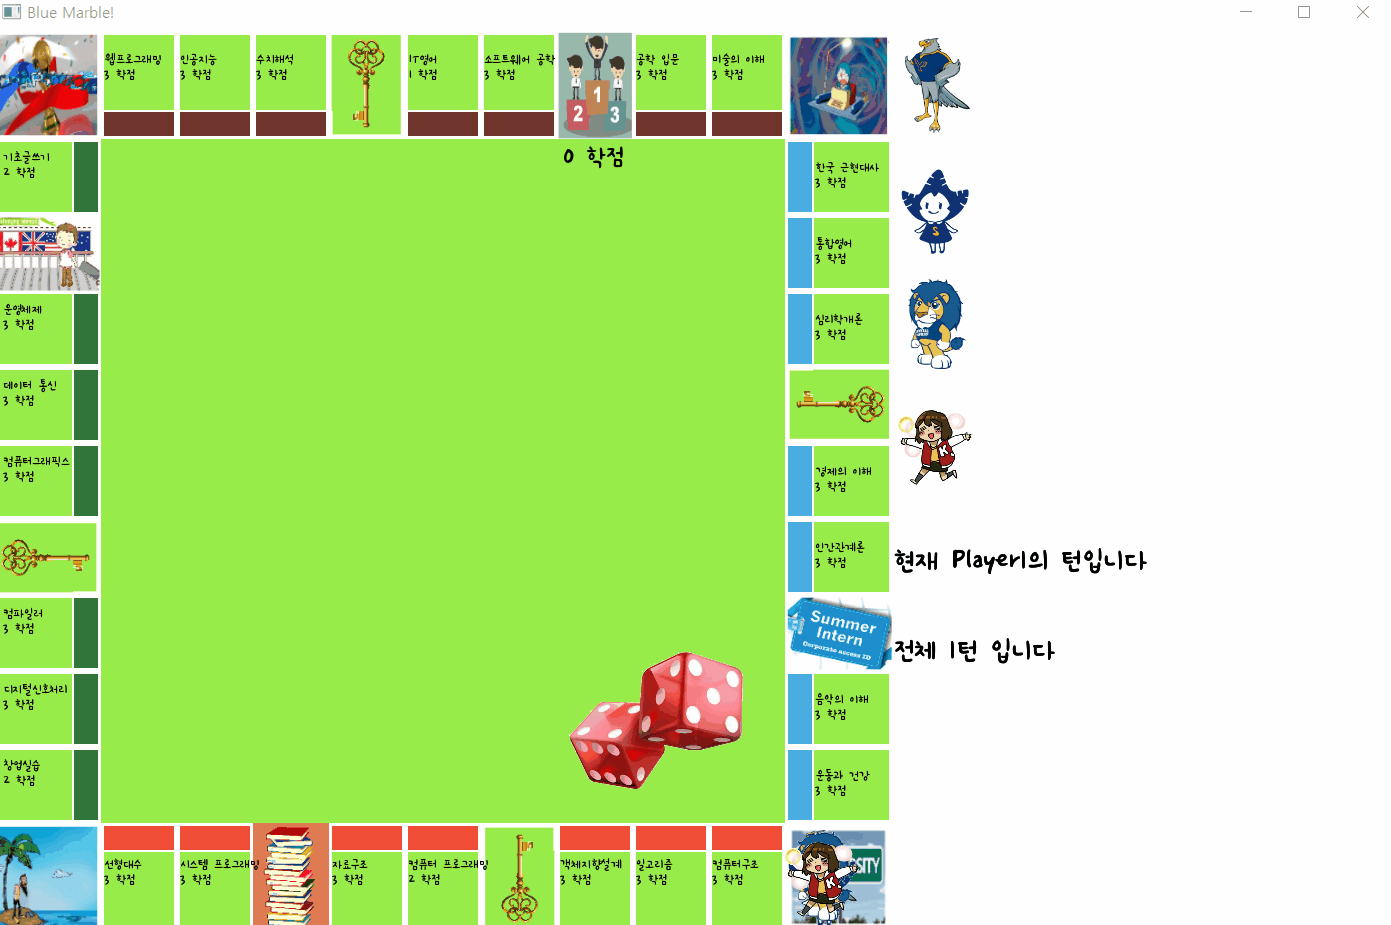 Blue Marble!
웹프로그래밍
3 학점
인공지능
3 학점
수치해석
3 학점
IT영어
1 학점
소프트웨어 공학
3 학점
1
2
3
공학 입문
3 학점
미술의 이해
3 학점
0 학점
기초글쓰기
2 학점
운영체제
3 학점
데이터 통신
3 학점
컴퓨터그래픽스
3 학점
컴파일러
3 학점
디지털신호처리
3 학점
창업실습
2 학점
한국 근현대사
3 학점
통합영어
3 학점
심리학개론
3 학점
경제의 이해
3 학점
인간관계론
3 학점
Summer
Intern
Corporate access ID
음악의 이해
3 학점
운동과 건강
3 학점
S
K
현재 Player1의 턴입니다
전체 1턴 입니다
선형대수
3 학점
시스템 프로그래밍
3 학점
자료구조
3 학점
컴퓨터 프로그래밍
2 학점
객체지향설계
3 학점
알고리즘
3 학점
컴퓨터구조
3 학점
SITY